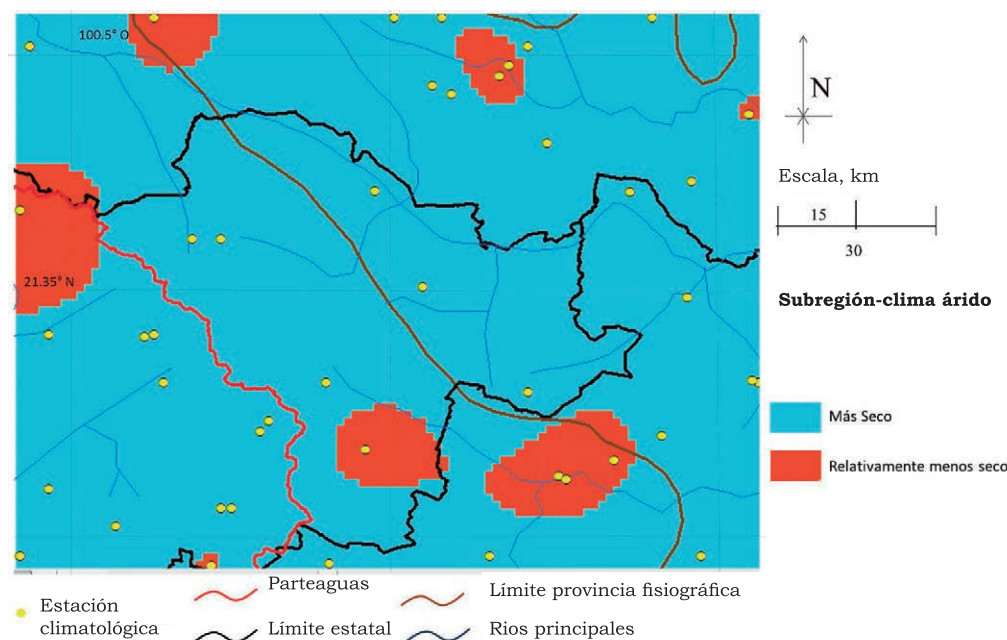 100.5° O
N
Escala, km
15
30
21.35° N
Subregión-clima árido
Más Seco
Relativamente menos seco
Estación
climatológica
Parteaguas
Límite estatal
Límite provincia fisiográfica
Rios principales